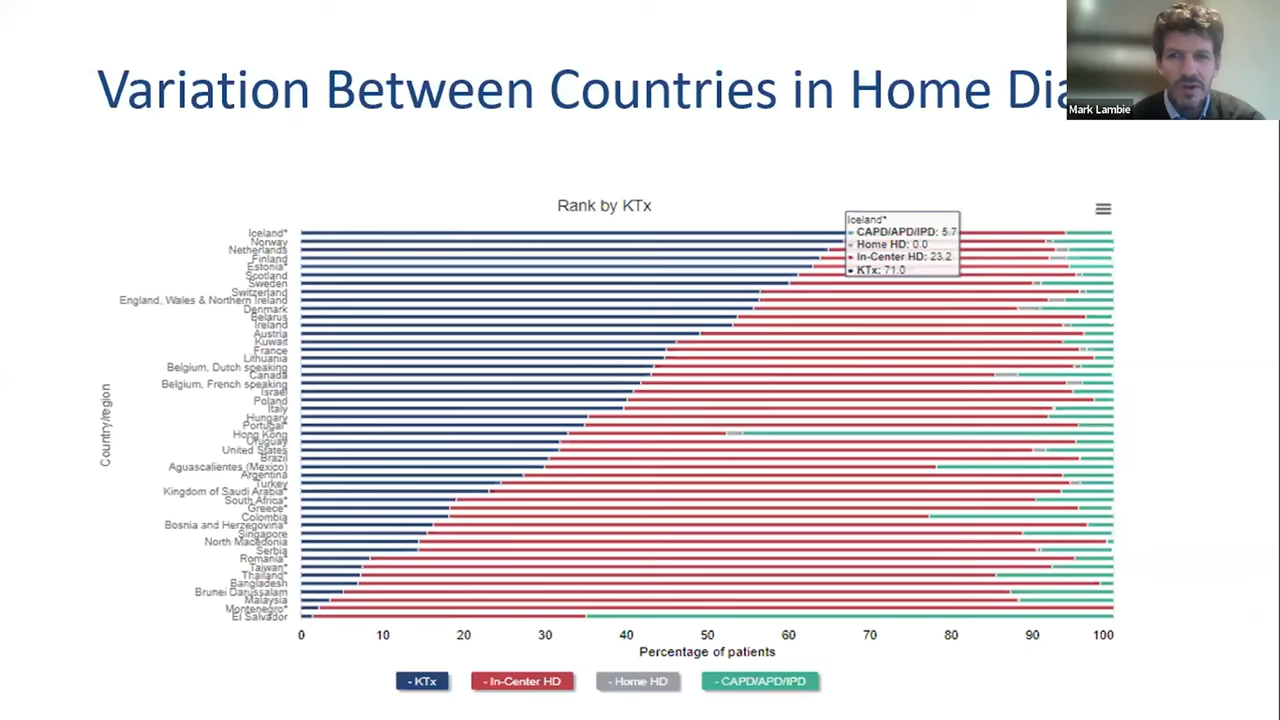 Variation Between Countries in Home Dia
Mark Lambie
Rank by KTx
Iceland*
CAPD/APD/IPD: 5.7
Home HD: 0.0
In-Center HD: 23.2
KTx: 71.0
Country/region
Iceland*
Norway
Netherlands
Finland
Estonia*
Scotland
Sweden
Switzerland
England, Wales & Northern Ireland
Denmark
Belarus
Ireland
Austria
Kuwait
France
Lithuania
Belgium, Dutch speaking
Canada
Belgium, French speaking
Israel
Poland
Italy
Hungary
Portugal*
Hong Kong
Uruguay
United States
Brazil
Aguascalientes (Mexico)
Argentina
Turkey
Kingdom of Saudi Arabia*
South Africa*
Greece*
Colombia
Bosnia and Herzegovina*
Singapore
North Macedonia
Serbia
Romania*
Taiwan*
Thailand*
Bangladesh
Brunei Darussalam
Malaysia
Montenegro*
El Salvador
0 10 20 30 40 50 60 70 80 90 100
Percentage of patients
- KTx - In-Center HD - Home HD - CAPD/APD/IPD